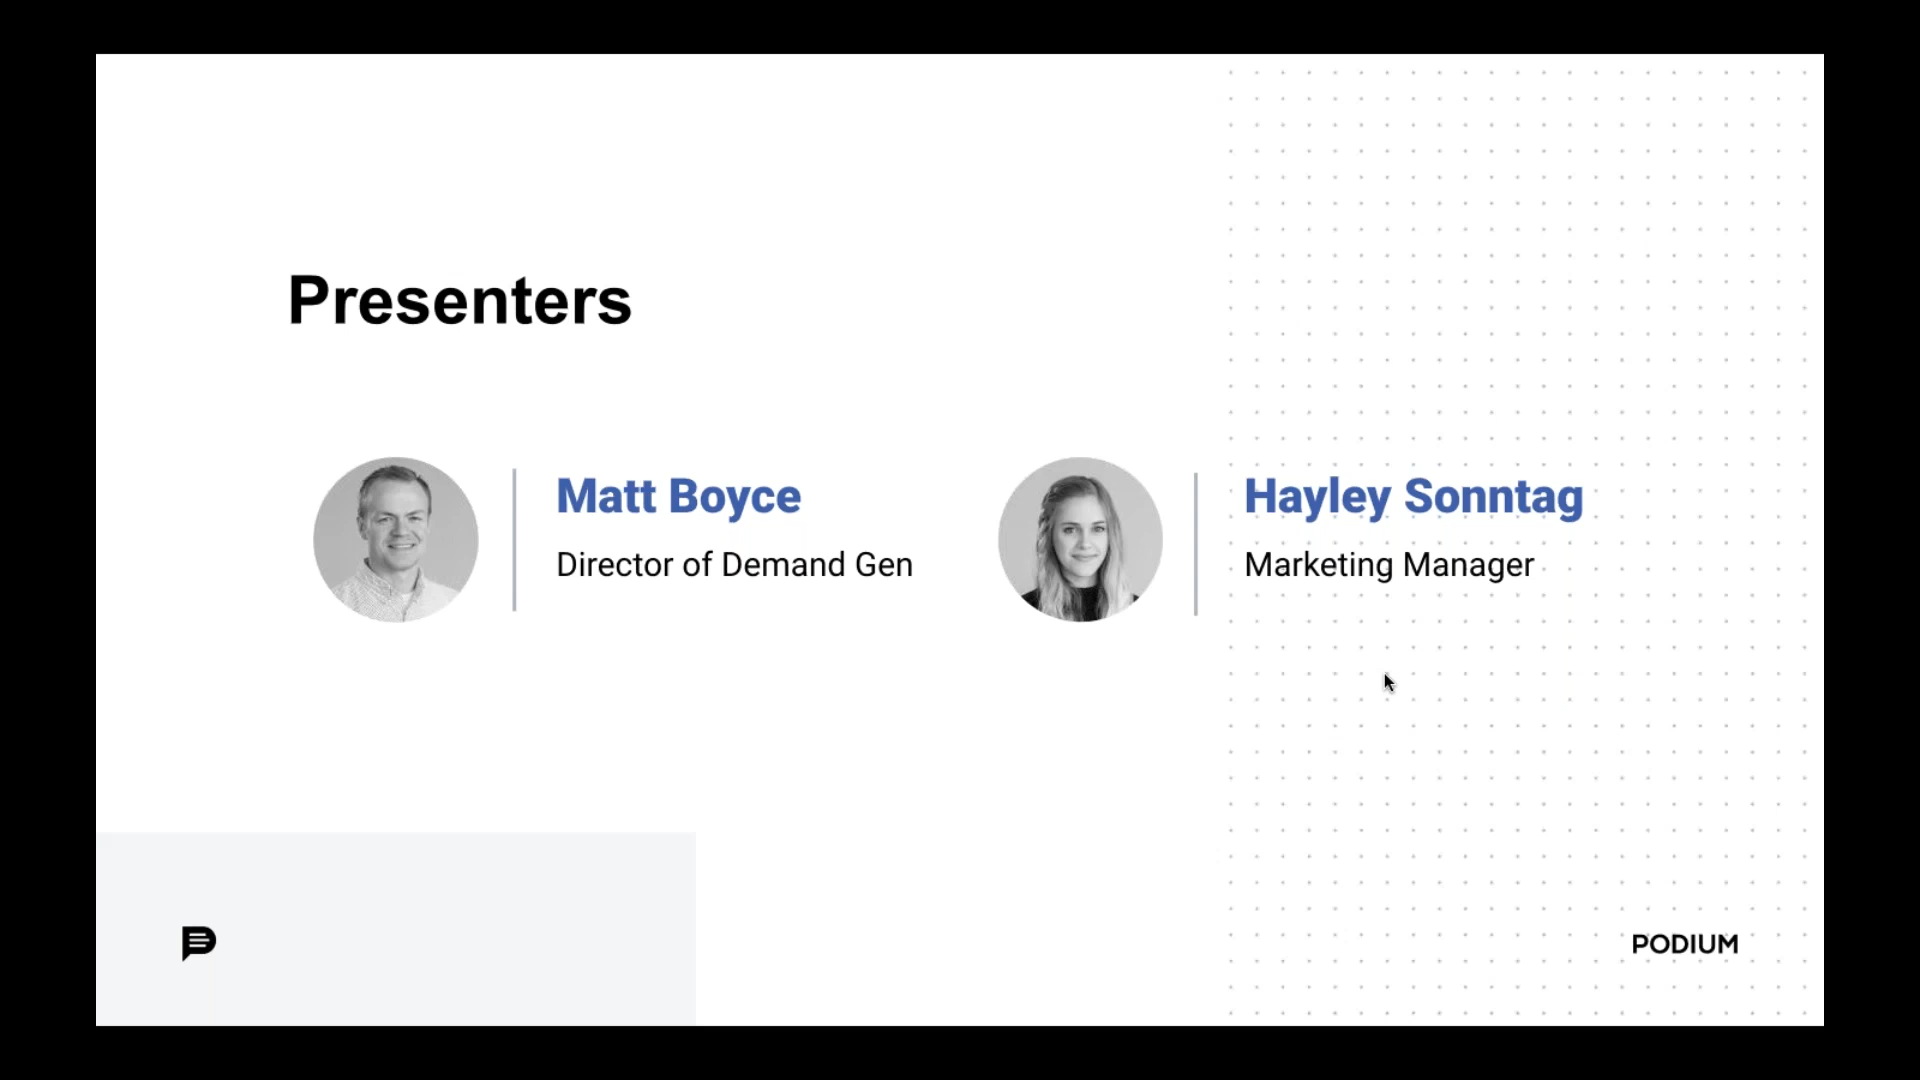 Presenters
Matt Boyce
Director of Demand Gen
Hayley Sonntag
Marketing Manager
PODIUM